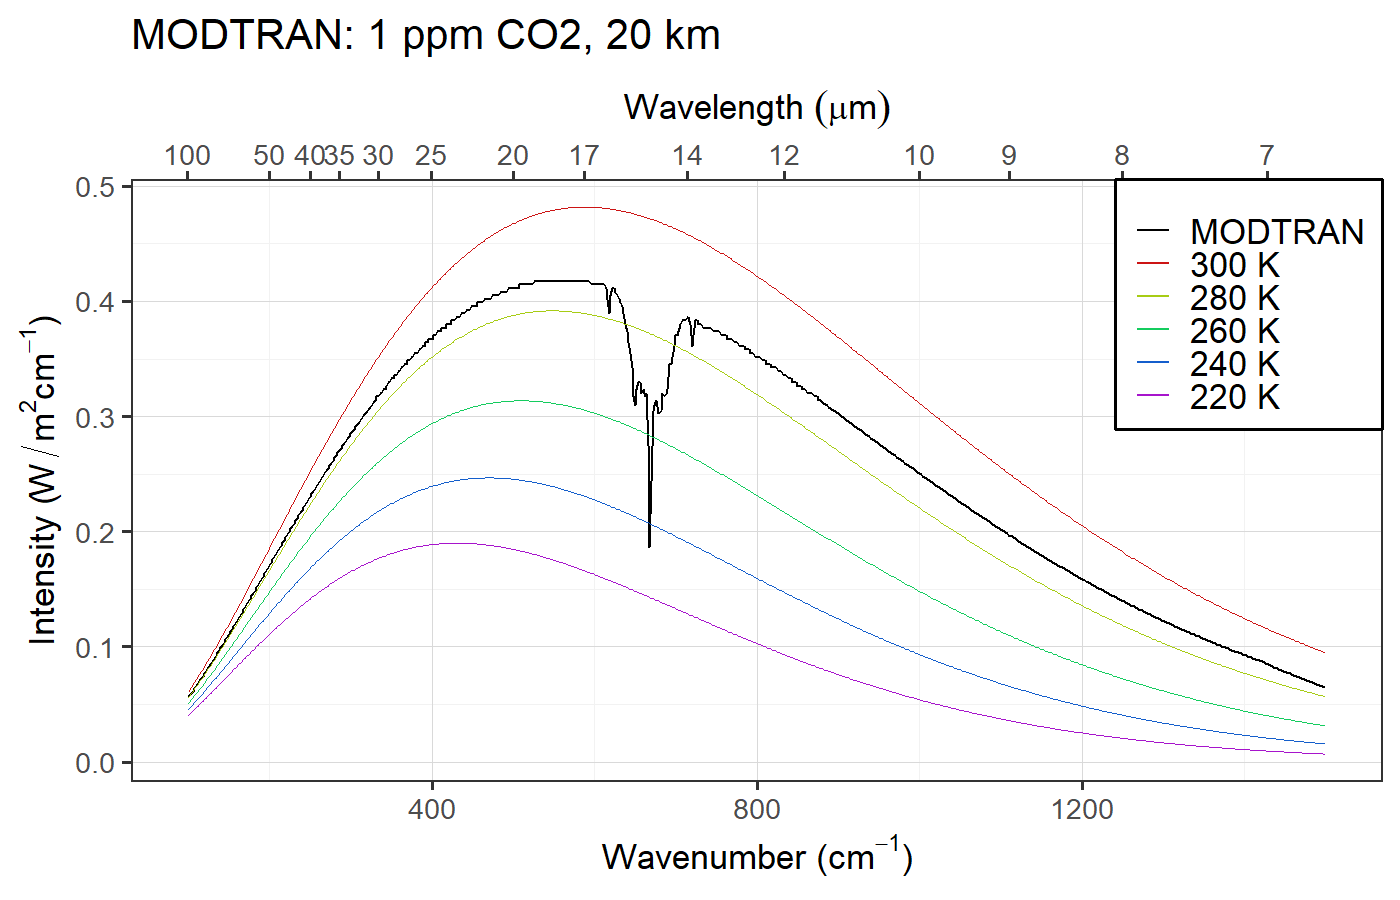 MODTRAN: 1 ppm CO2, 20 km
Wavelength (μm)
100 50 40 35 30 25 20 17 14 12 10 9 8 7
0.5
0.4
0.3
0.2
0.1
0.0
Intensity (W / m² cm⁻¹)
MODTRAN
300 K
280 K
260 K
240 K
220 K
400 800 1200
Wavenumber (cm⁻¹)